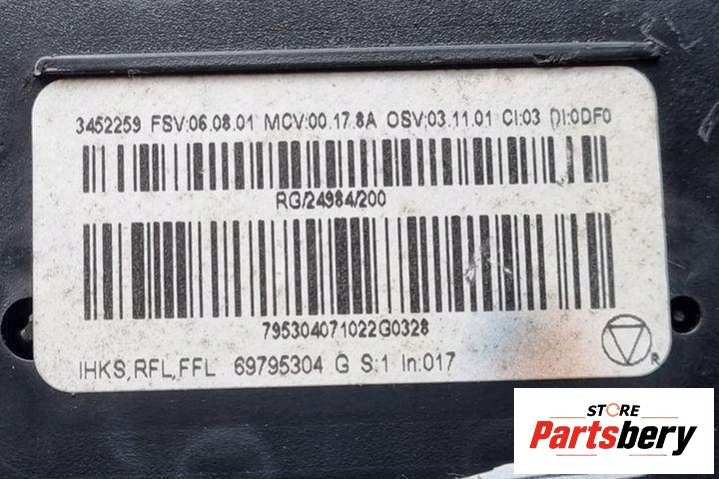 3452259 FSV:06.08.01 MCV:00.17.8A OSV:03.11.01 CI:03 DI:0DF0
RG/24984/200
795304071022G0328
IHKS,RFL,FFL 69795304 G S:1 In:017
R
STORE
Partsbery